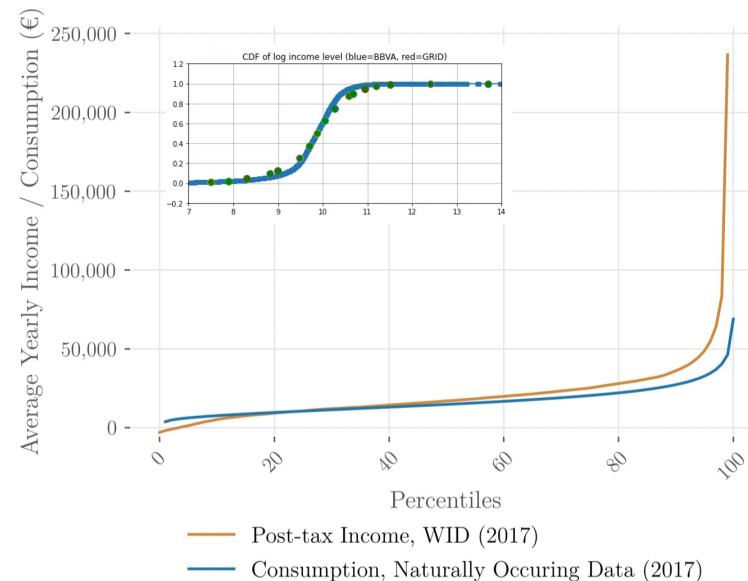 Average Yearly Income / Consumption (€)
250,000
200,000
150,000
100,000
50,000
0
CDF of log income level (blue=BBVA, red=GRID)
1.2
1.0
0.8
0.6
0.4
0.2
0.0
−0.2
7 8 9 10 11 12 13 14
0 20 40 60 80 100
Percentiles
Post-tax Income, WID (2017)
Consumption, Naturally Occuring Data (2017)